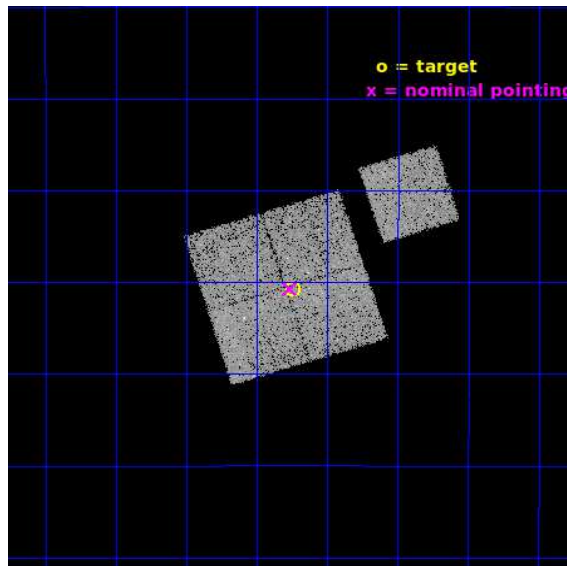 o = target
x = nominal pointing